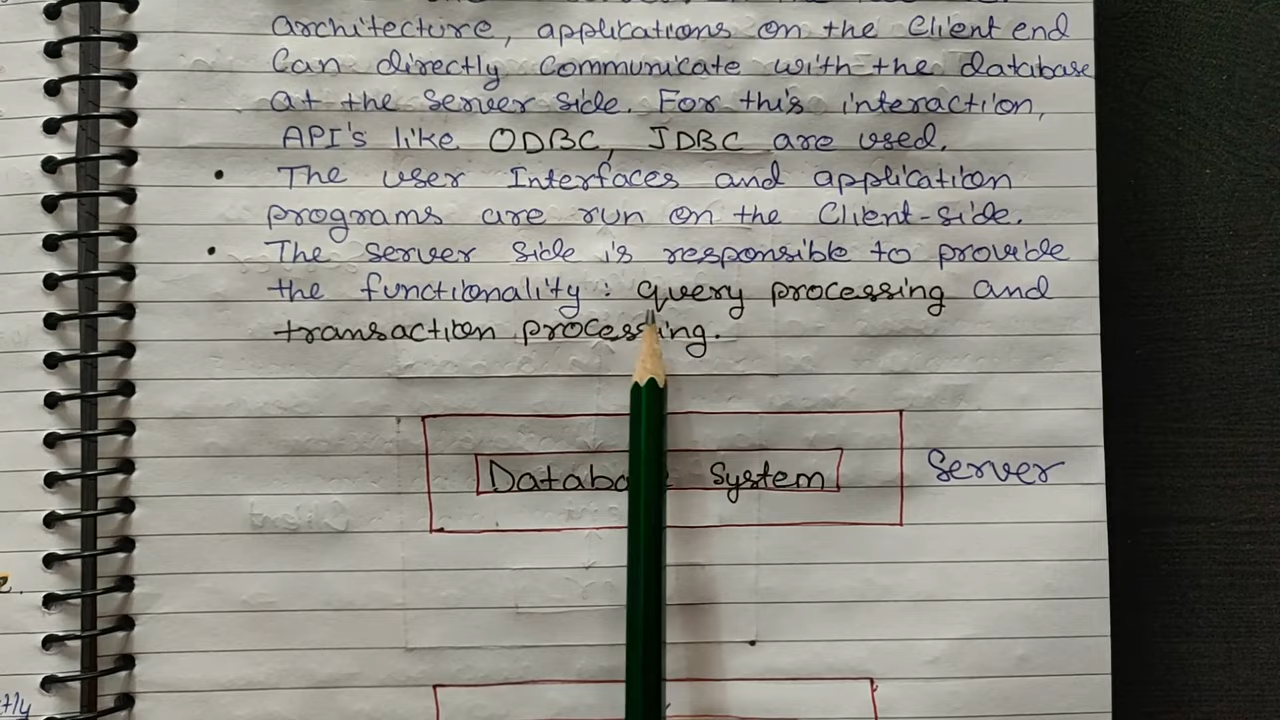 architecture, applications on the Client end
Can directly Communicate with the database
at the Server side. For this interaction,
API's like ODBC, JDBC are used.
• The user Interfaces and application
programs are run on the Client-side.
• The server side is responsible to provide
the functionality : query processing and
transaction processing.
System
Server